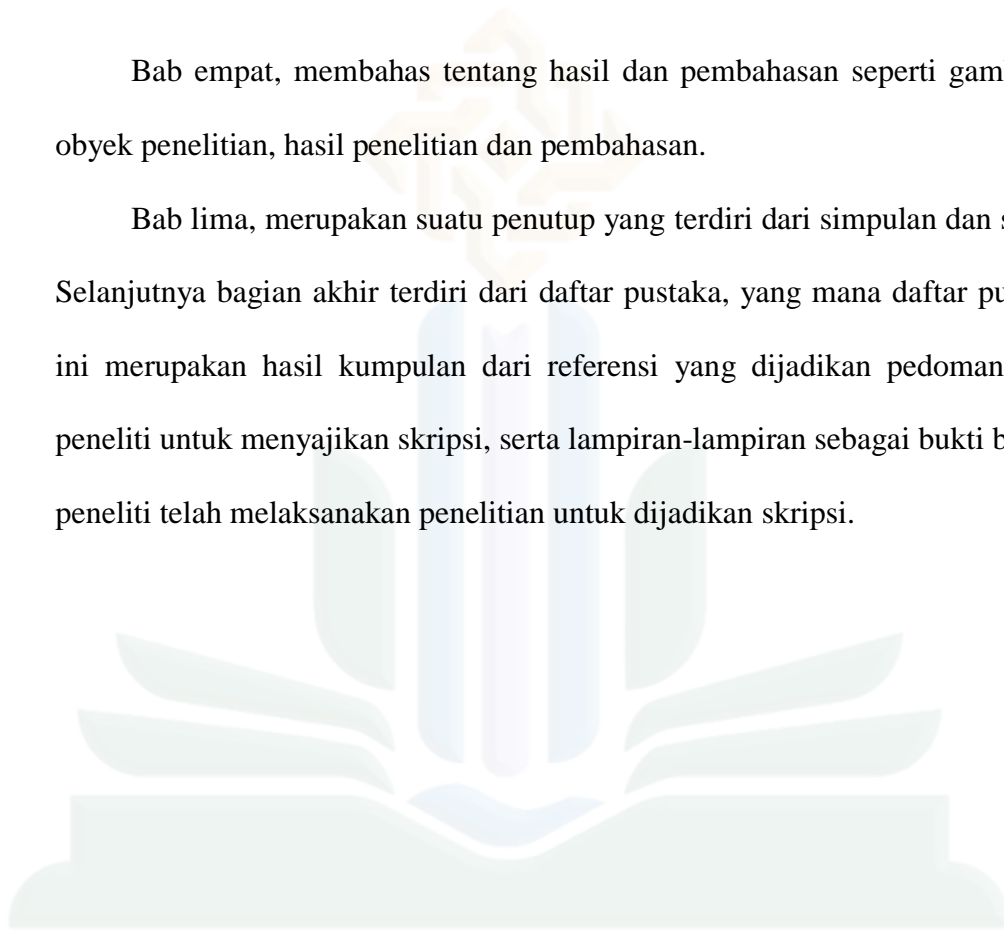 Bab empat, membahas tentang hasil dan pembahasan seperti
obyek penelitian, hasil penelitian dan pembahasan.
Bab lima, merupakan suatu penutup yang terdiri dari simpulan dan
Selanjutnya bagian akhir terdiri dari daftar pustaka, yang mana daftar
ini merupakan hasil kumpulan dari referensi yang dijadikan pedoman
peneliti untuk menyajikan skripsi, serta lampiran-lampiran sebagai bukti
peneliti telah melaksanakan penelitian untuk dijadikan skripsi.